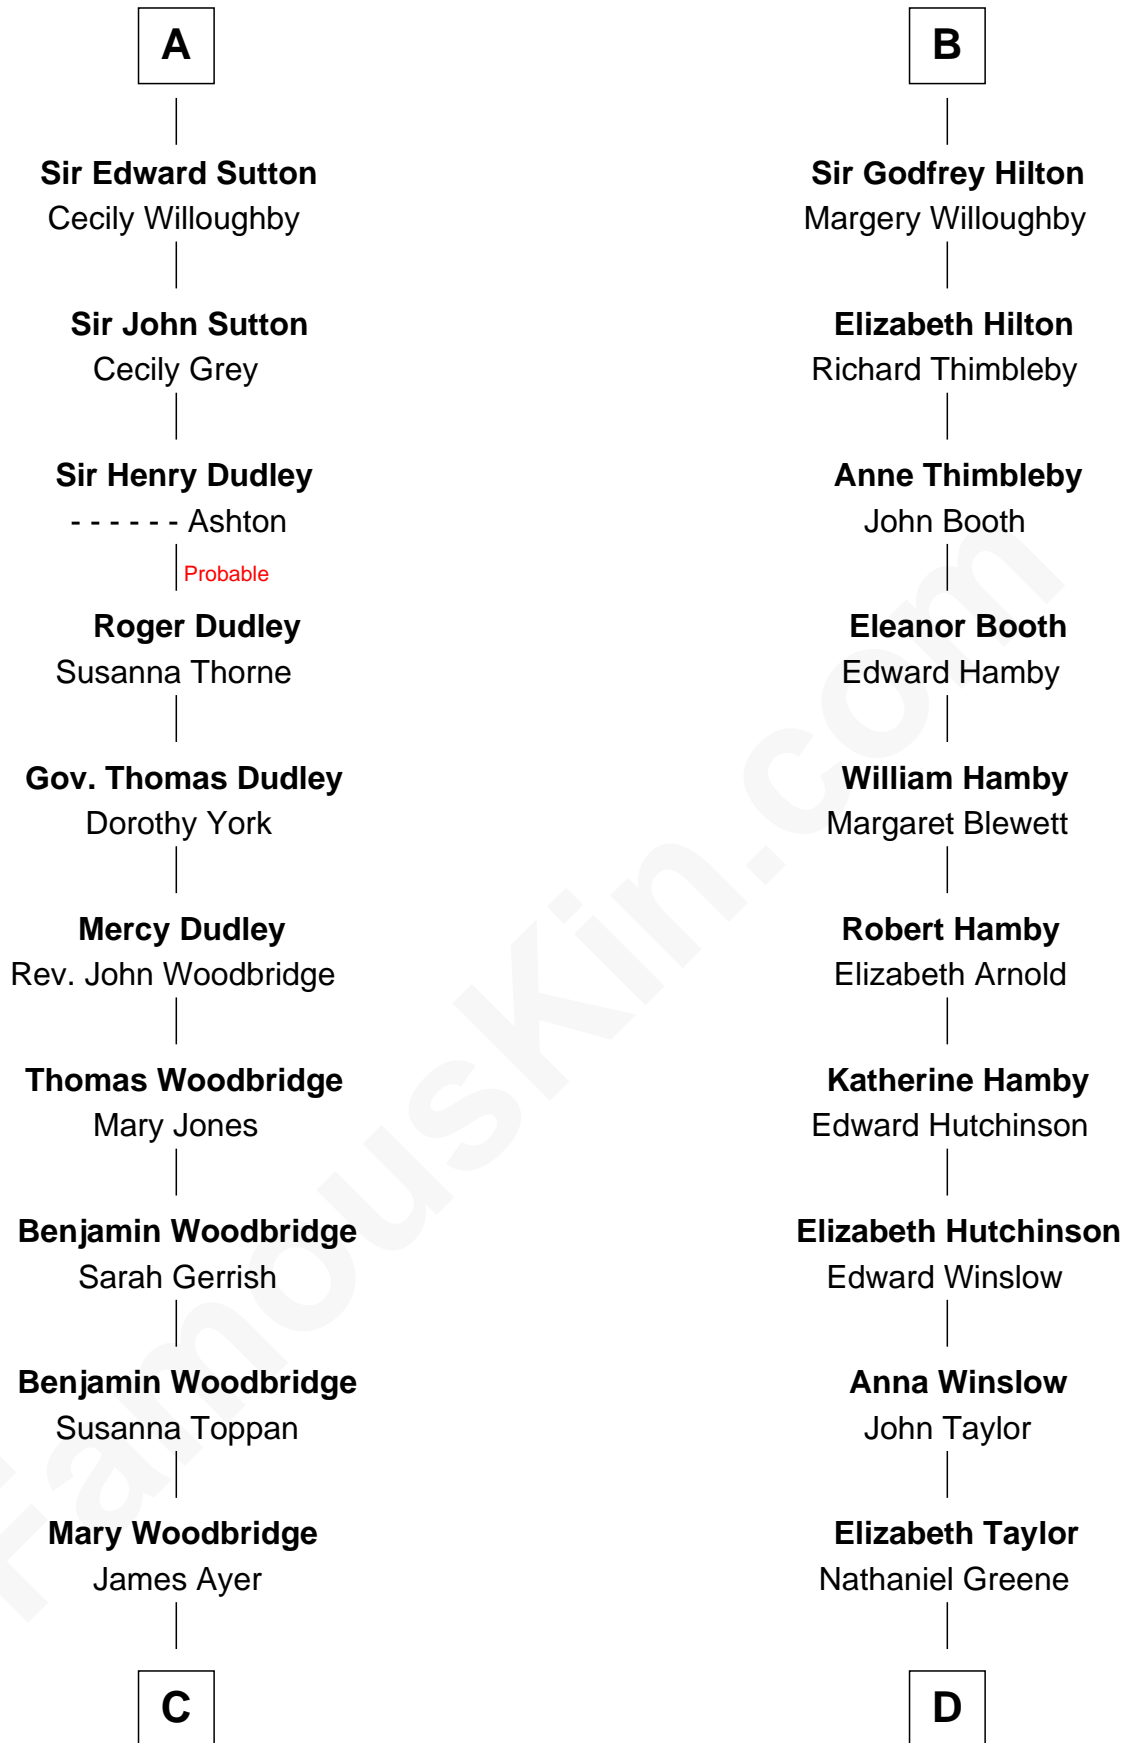 A
Sir Edward Sutton
Cecily Willoughby
Sir John Sutton
Cecily Grey
Sir Henry Dudley
- - - - - - Ashton
Probable
Roger Dudley
Susanna Thorne
Gov. Thomas Dudley
Dorothy York
Mercy Dudley
Rev. John Woodbridge
Thomas Woodbridge
Mary Jones
Benjamin Woodbridge
Sarah Gerrish
Benjamin Woodbridge
Susanna Toppan
Mary Woodbridge
James Ayer
C
B
Sir Godfrey Hilton
Margery Willoughby
Elizabeth Hilton
Richard Thimbleby
Anne Thimbleby
John Booth
Eleanor Booth
Edward Hamby
William Hamby
Margaret Blewett
Robert Hamby
Elizabeth Arnold
Katherine Hamby
Edward Hutchinson
Elizabeth Hutchinson
Edward Winslow
Anna Winslow
John Taylor
Elizabeth Taylor
Nathaniel Greene
D
FamousKin.com